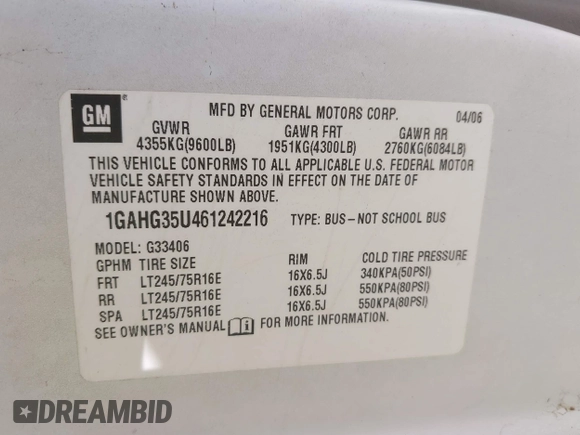 GM ®
MFD BY GENERAL MOTORS CORP. 04/06
GVWR GAWR FRT GAWR RR
4355KG(9600LB) 1951KG(4300LB) 2760KG(6084LB)
THIS VEHICLE CONFORMS TO ALL APPLICABLE U.S. FEDERAL MOTOR
VEHICLE SAFETY STANDARDS IN EFFECT ON THE DATE OF
MANUFACTURE SHOWN ABOVE.
1GAHG35U461242216 TYPE: BUS–NOT SCHOOL BUS
MODEL: G33406
GPHM TIRE SIZE RIM COLD TIRE PRESSURE
FRT LT245/75R16E 16X6.5J 340KPA(50PSI)
RR LT245/75R16E 16X6.5J 550KPA(80PSI)
SPA LT245/75R16E 16X6.5J 550KPA(80PSI)
SEE OWNER'S MANUAL FOR MORE INFORMATION.
DREAMBID